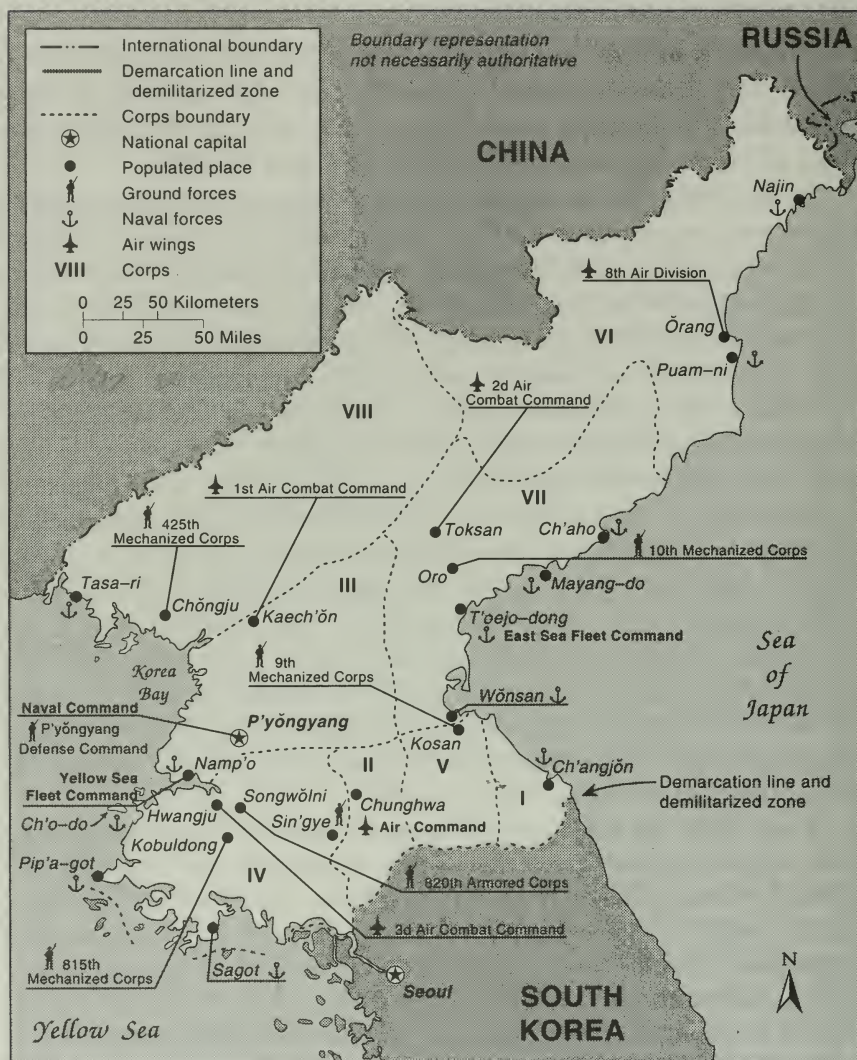 International boundary
Demarcation line and
demilitarized zone
Corps boundary
National capital
Populated place
Ground forces
Naval forces
Air wings
VIII Corps
0 25 50 Kilometers
0 25 50 Miles
Boundary representation
not necessarily authoritative
RUSSIA
CHINA
Najin
8th Air Division
VI
Ŏrang
Puam–ni
2d Air
Combat Command
VIII
1st Air Combat Command
VII
425th
Mechanized Corps
Toksan
Ch'aho
10th Mechanized Corps
Oro
Mayang–do
Tasa–ri
III
Chŏngju
Kaech'ŏn
T'oejo–dong
East Sea Fleet Command
9th
Mechanized Corps
Korea
Bay
Sea
of
Japan
Wŏnsan
Naval Command
P'yŏngyang
P'yŏngyang
Defense Command
Kosan
Namp'o
II
V
I
Ch'angjŏn
Yellow Sea
Fleet Command
Demarcation line and
demilitarized zone
Songwŏlni
Chunghwa
Hwangju
Sin'gye
Air Command
Ch'o–do
Kobuldong
Pip'a–got
IV
820th Armored Corps
3d Air Combat Command
815th
Mechanized Corps
Sagot
Seoul
N
SOUTH
KOREA
Yellow Sea